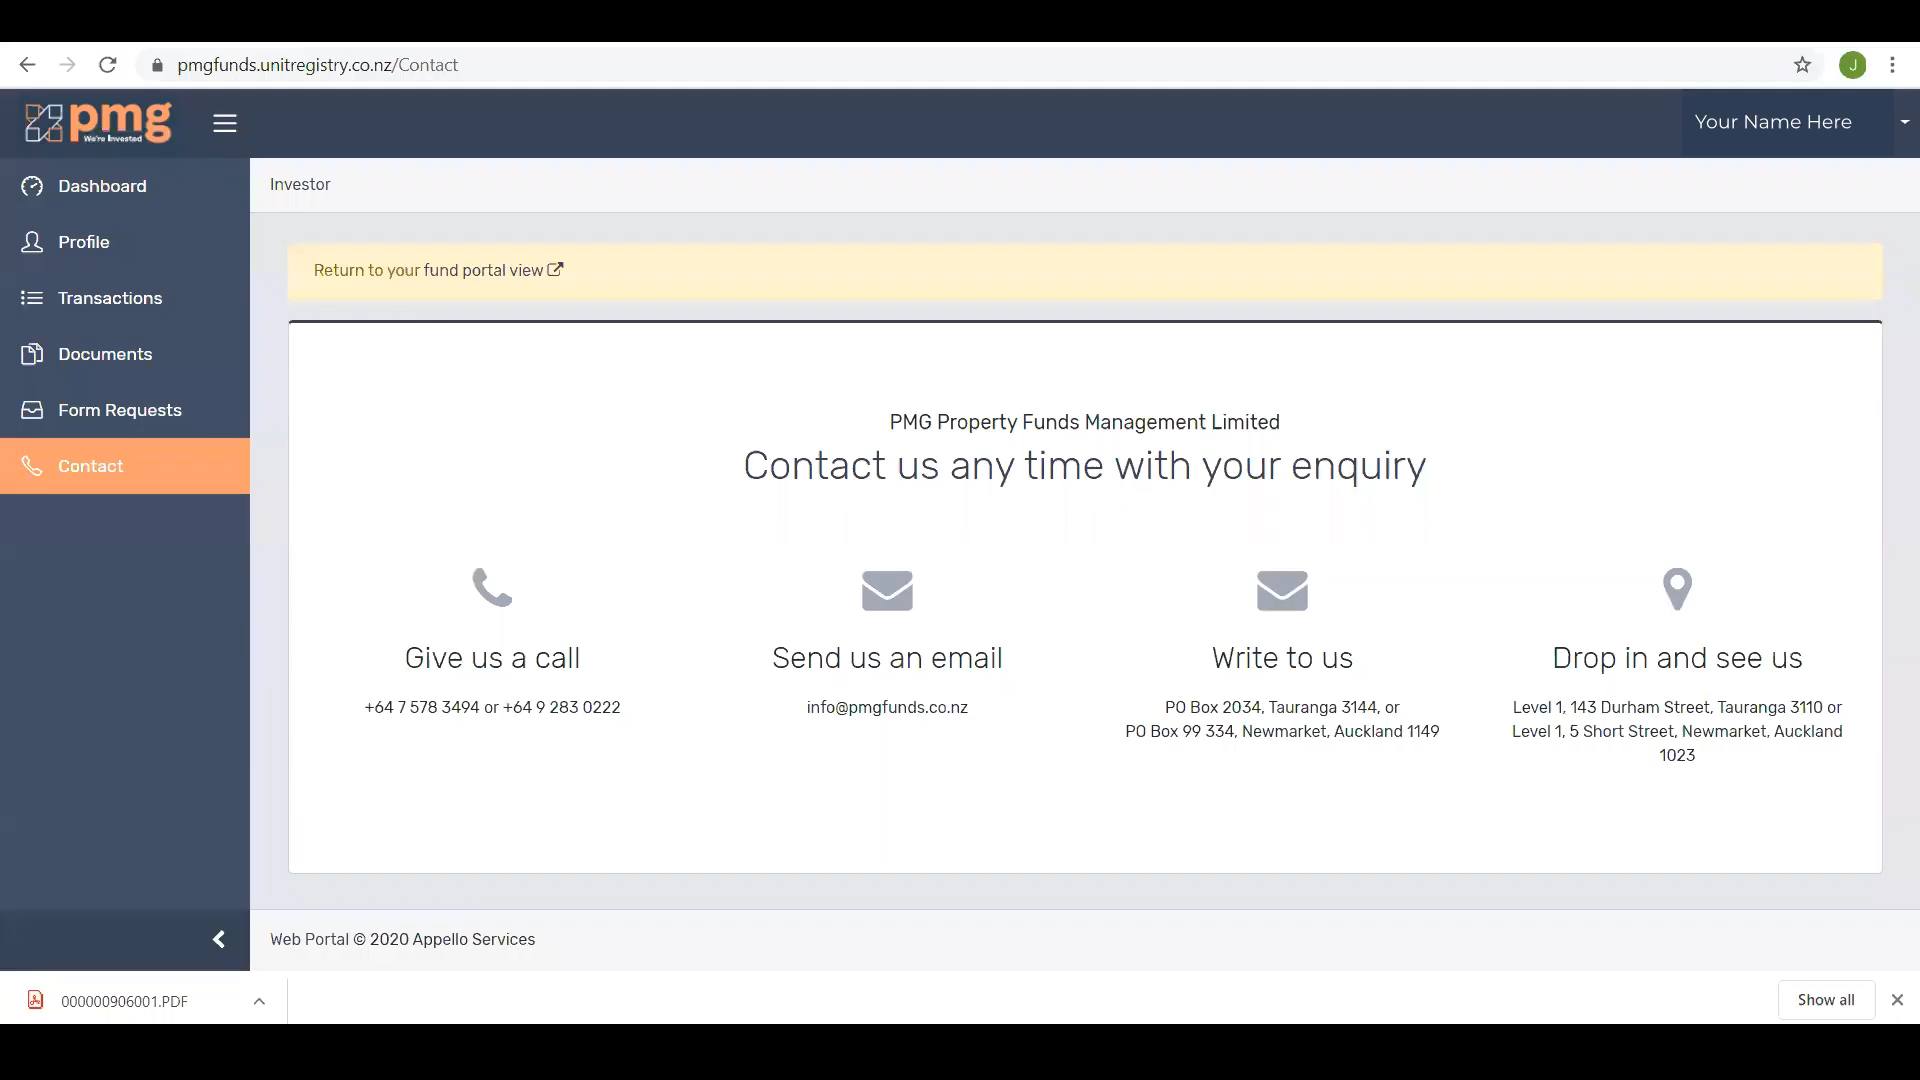 pmgfunds.unitregistry.co.nz/Contact
J
pmg
We're Invested
Your Name Here
Dashboard
Profile
Transactions
Documents
Form Requests
Contact
Investor
Return to your fund portal view
PMG Property Funds Management Limited
Contact us any time with your enquiry
Give us a call
+64 7 578 3494 or +64 9 283 0222
Send us an email
info@pmgfunds.co.nz
Write to us
PO Box 2034, Tauranga 3144, or
PO Box 99 334, Newmarket, Auckland 1149
Drop in and see us
Level 1, 143 Durham Street, Tauranga 3110 or
Level 1, 5 Short Street, Newmarket, Auckland
1023
Web Portal © 2020 Appello Services
000000906001.PDF
Show all